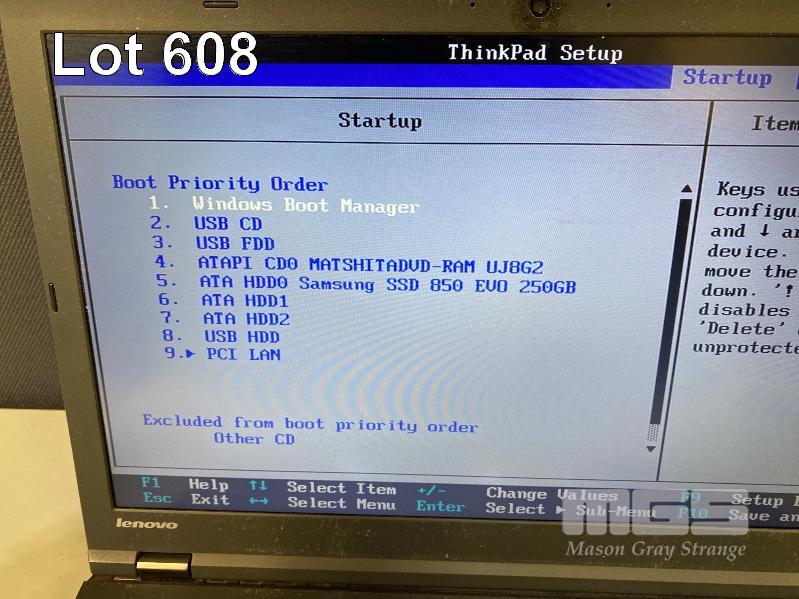 Lot 608
ThinkPad Setup
Startup
Startup
Item
Boot Priority Order
1. Windows Boot Manager
2. USB CD
3. USB FDD
4. ATAPI CD0 MATSHITADVD-RAM UJ8G2
5. ATA HDD0 Samsung SSD 850 EVO 250GB
6. ATA HDD1
7. ATA HDD2
8. USB HDD
9.▸ PCI LAN
Excluded from boot priority order
Other CD
Keys us
configu
and ↓ a
device.
move the
down. '!
disables
'Delete'
unprotecte
F1 Help ↑↓ Select Item +/- Change Values F9 Setup
Esc Exit ←→ Select Menu Enter Select ▸ Sub-Menu F10 Save an
lenovo
MGS
Mason Gray Strange